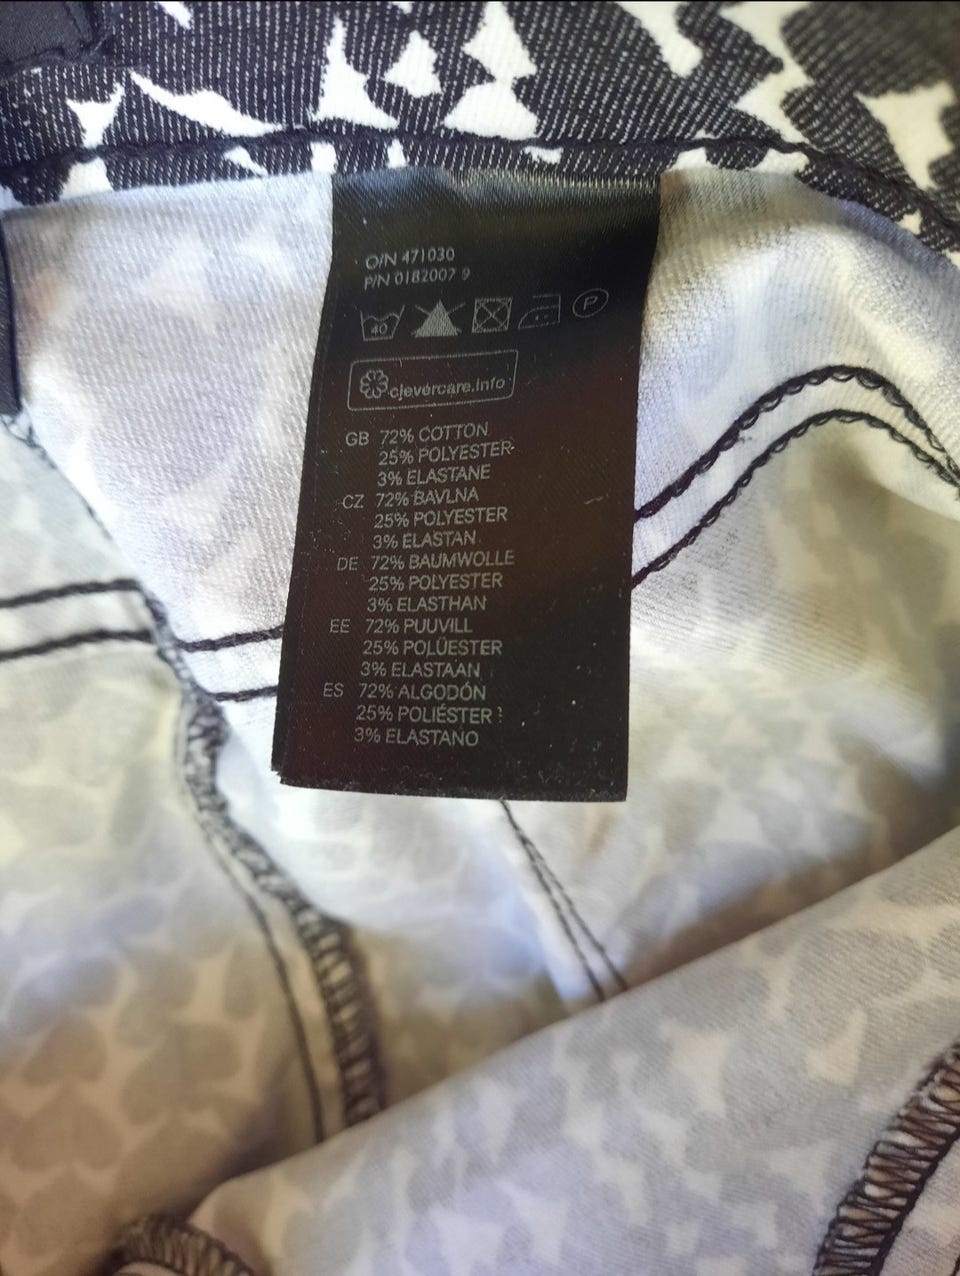 O/N 471030
P/N 0182007 9
40 P
clevercare.info
GB 72% COTTON
25% POLYESTER
3% ELASTANE
CZ 72% BAVLNA
25% POLYESTER
3% ELASTAN
DE 72% BAUMWOLLE
25% POLYESTER
3% ELASTHAN
EE 72% PUUVILL
25% POLÜESTER
3% ELASTAAN
ES 72% ALGODÓN
25% POLIÉSTER
3% ELASTANO